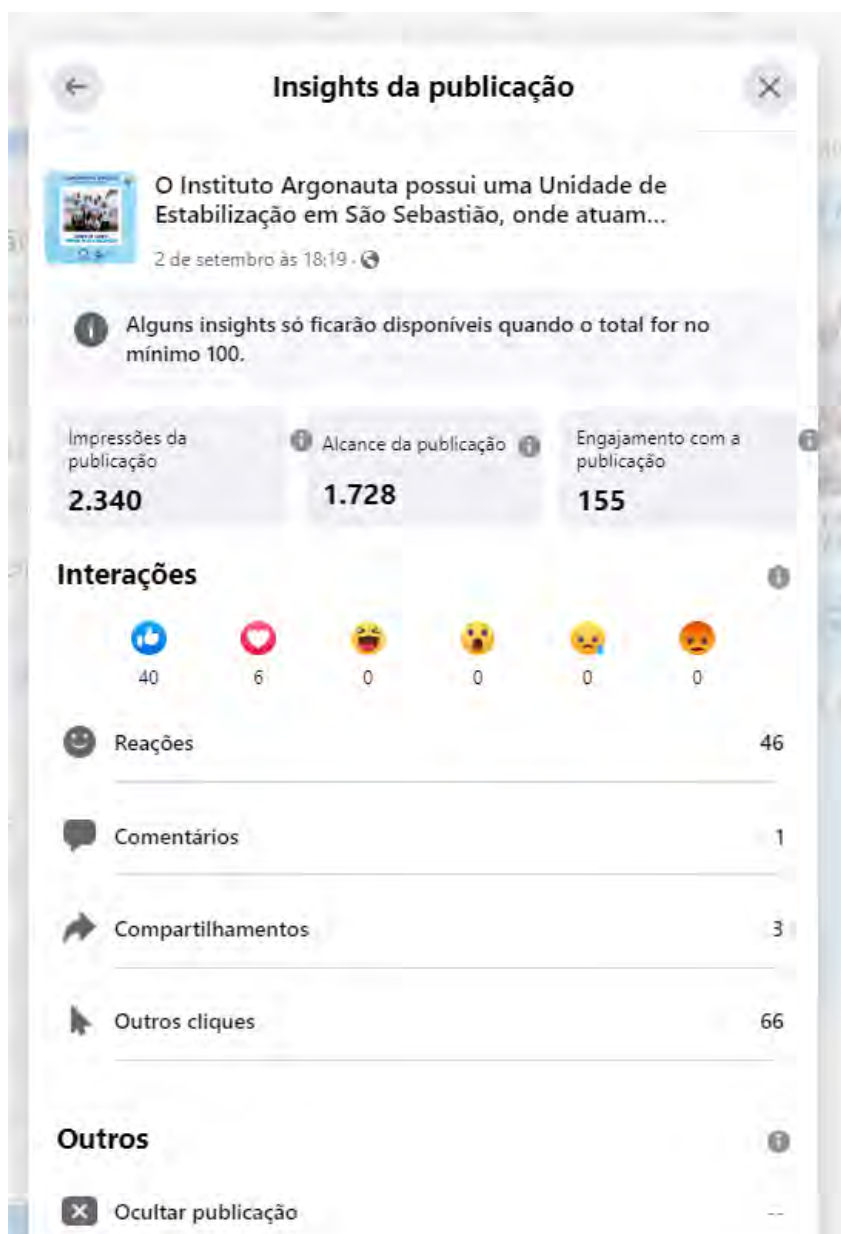 Insights da publicação
O Instituto Argonauta possui uma Unidade de
Estabilização em São Sebastião, onde atuam...
2 de setembro às 18:19 ·
Alguns insights só ficarão disponíveis quando o total for no
mínimo 100.
Impressões da
publicação
2.340
Alcance da publicação
1.728
Engajamento com a
publicação
155
Interações
40 6 0 0 0 0
Reações 46
Comentários 1
Compartilhamentos 3
Outros cliques 66
Outros
Ocultar publicação --